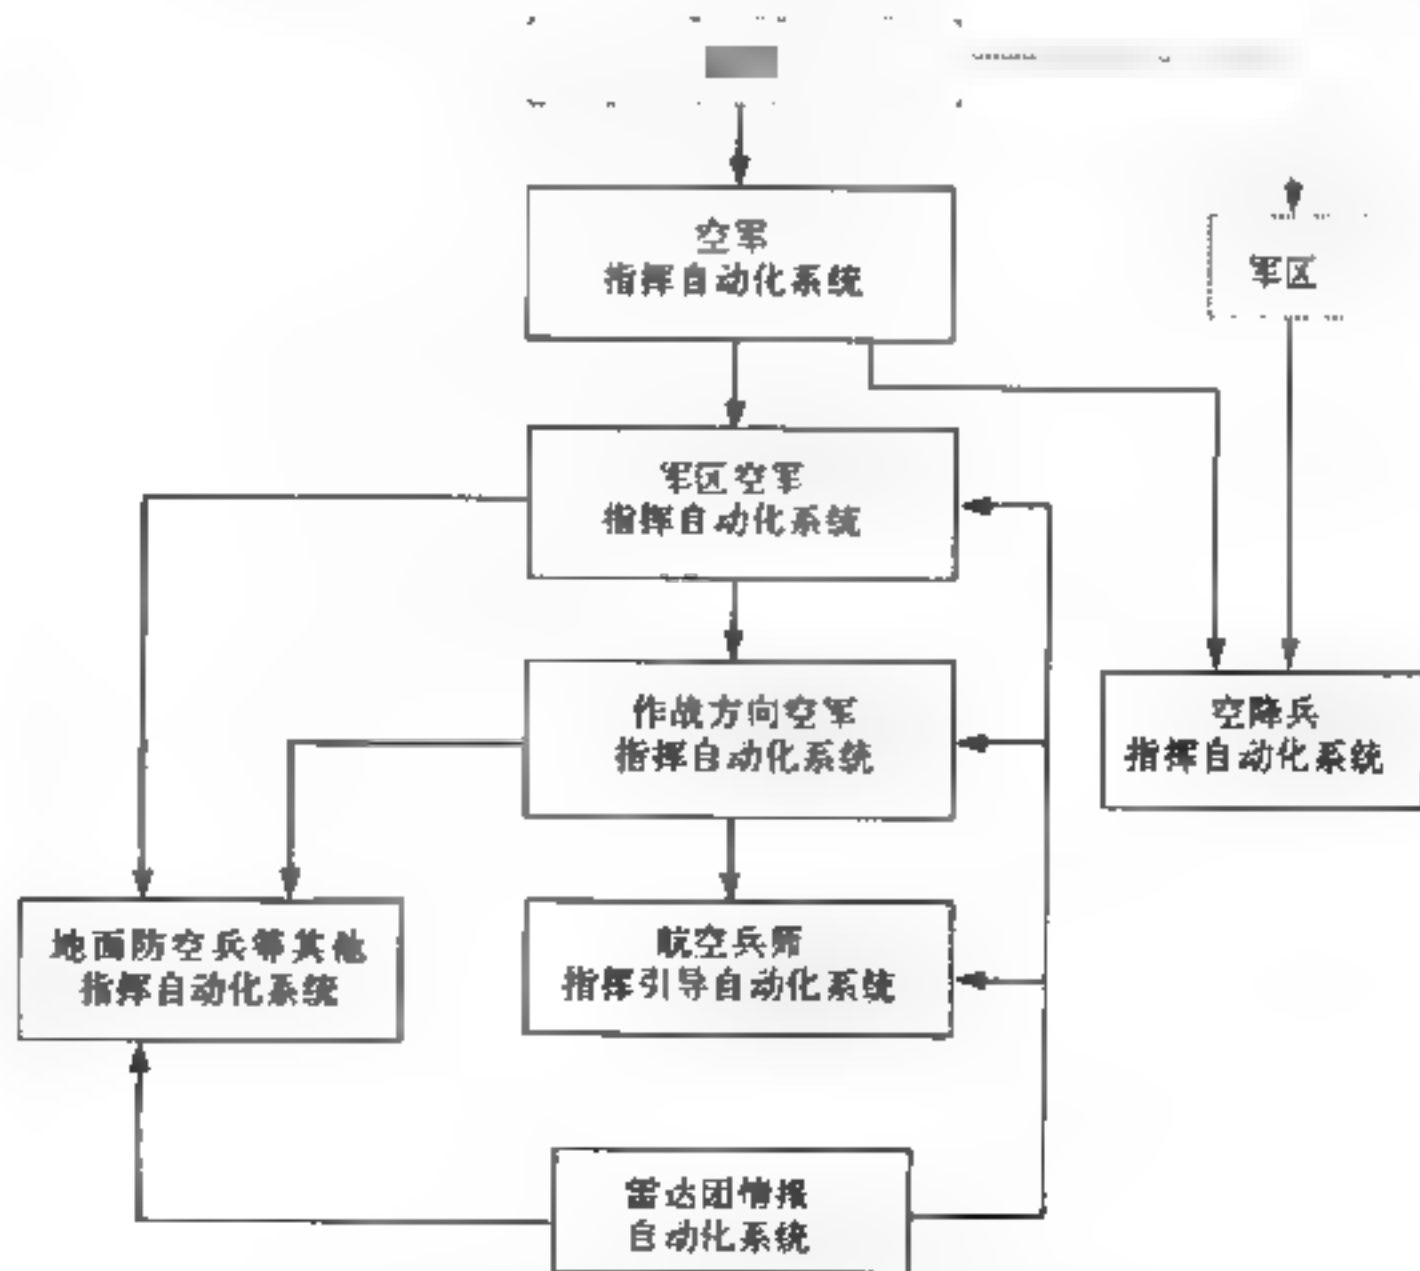 空军
指挥自动化系统
军区
军区空军
指挥自动化系统
作战方向空军
指挥自动化系统
空降兵
指挥自动化系统
地面防空兵等其他
指挥自动化系统
航空兵师
指挥引导自动化系统
雷达团情报
自动化系统